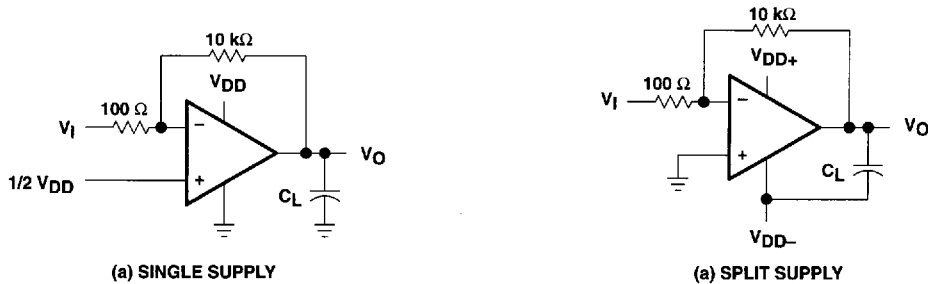 10 kΩ
VDD
100 Ω
VI
−
+
VO
1/2 VDD
CL
(a) SINGLE SUPPLY
10 kΩ
VDD+
100 Ω
VI
−
+
VO
CL
VDD−
(a) SPLIT SUPPLY